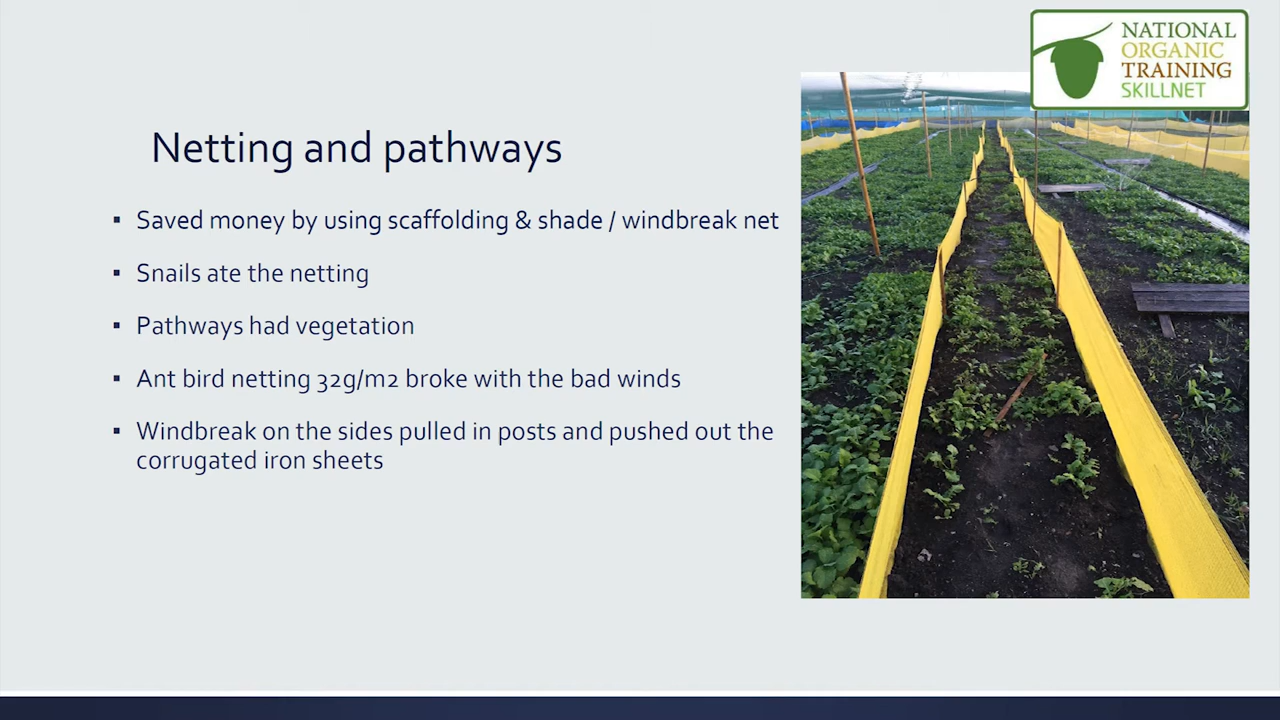 NATIONAL
ORGANIC
TRAINING
SKILLNET
Netting and pathways
▪ Saved money by using scaffolding & shade / windbreak net
▪ Snails ate the netting
▪ Pathways had vegetation
▪ Ant bird netting 32g/m2 broke with the bad winds
▪ Windbreak on the sides pulled in posts and pushed out the
corrugated iron sheets